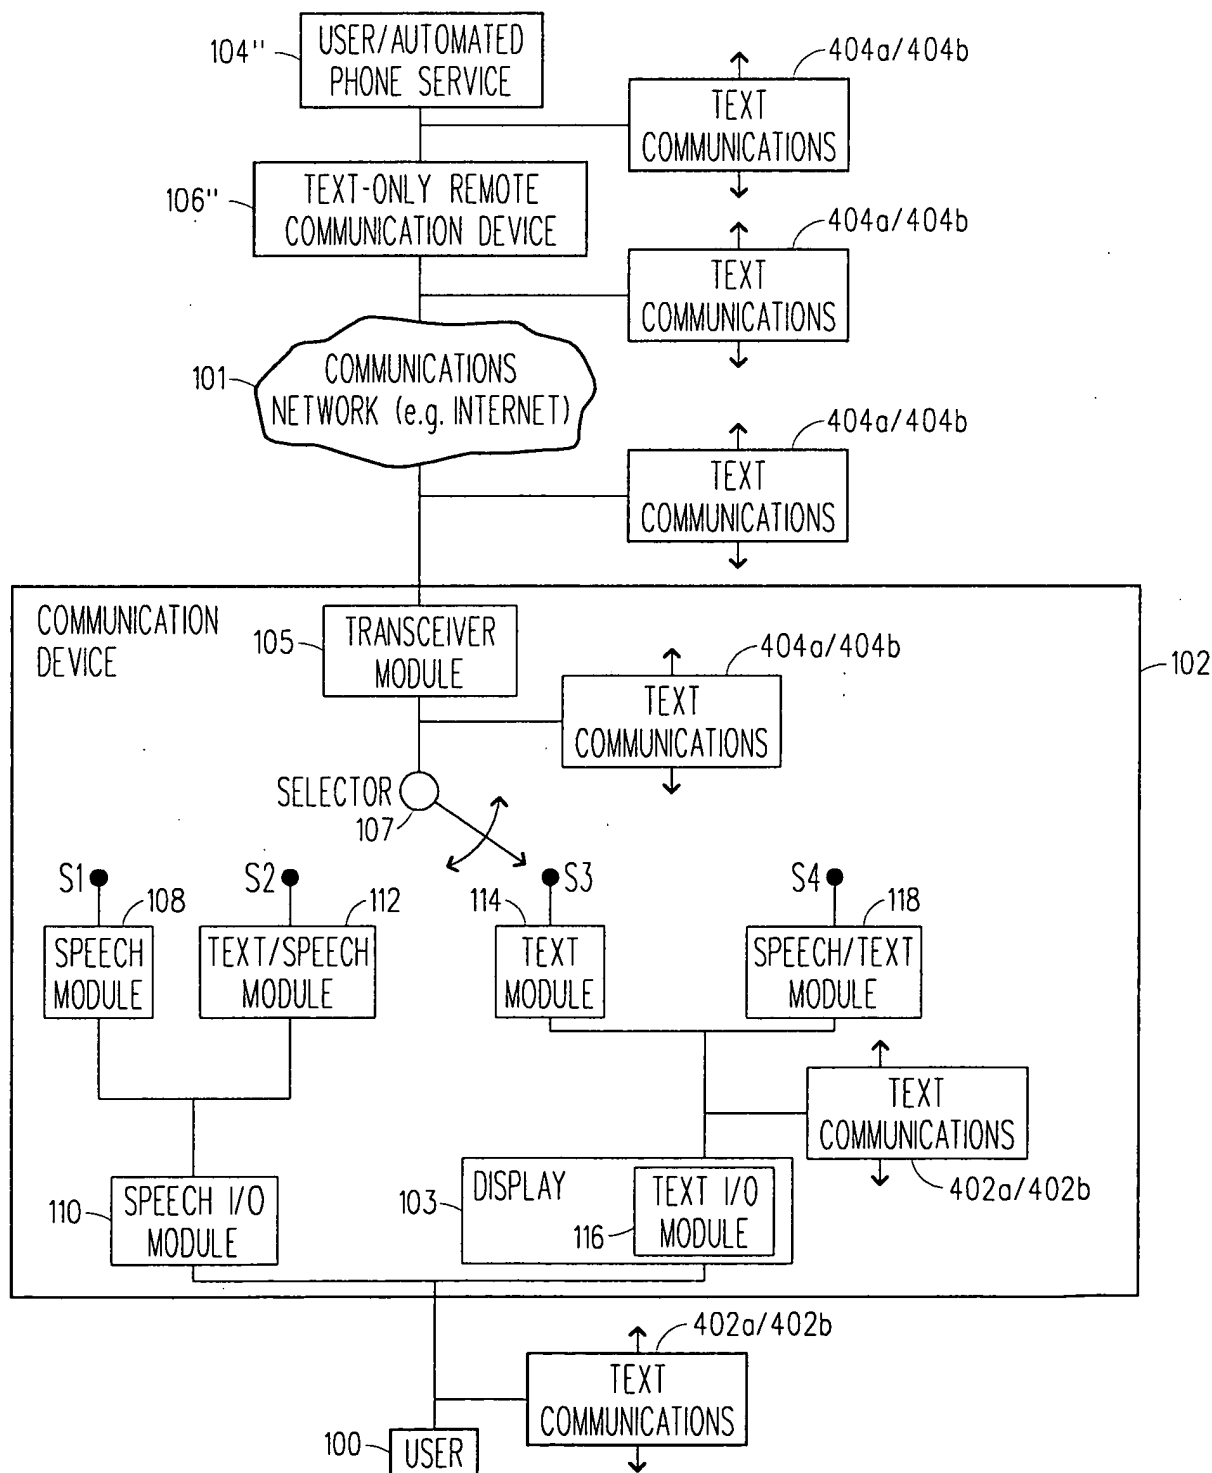 104"
USER/AUTOMATED
PHONE SERVICE
404a/404b
TEXT
COMMUNICATIONS
106"
TEXT-ONLY REMOTE
COMMUNICATION DEVICE
404a/404b
TEXT
COMMUNICATIONS
101
COMMUNICATIONS
NETWORK (e.g. INTERNET)
404a/404b
TEXT
COMMUNICATIONS
COMMUNICATION
DEVICE
102
105
TRANSCEIVER
MODULE
404a/404b
TEXT
COMMUNICATIONS
SELECTOR
107
S1
S2
S3
S4
108
112
114
118
SPEECH
MODULE
TEXT/SPEECH
MODULE
TEXT
MODULE
SPEECH/TEXT
MODULE
TEXT
COMMUNICATIONS
402a/402b
110
SPEECH I/O
MODULE
103
DISPLAY
116
TEXT I/O
MODULE
402a/402b
TEXT
COMMUNICATIONS
100
USER